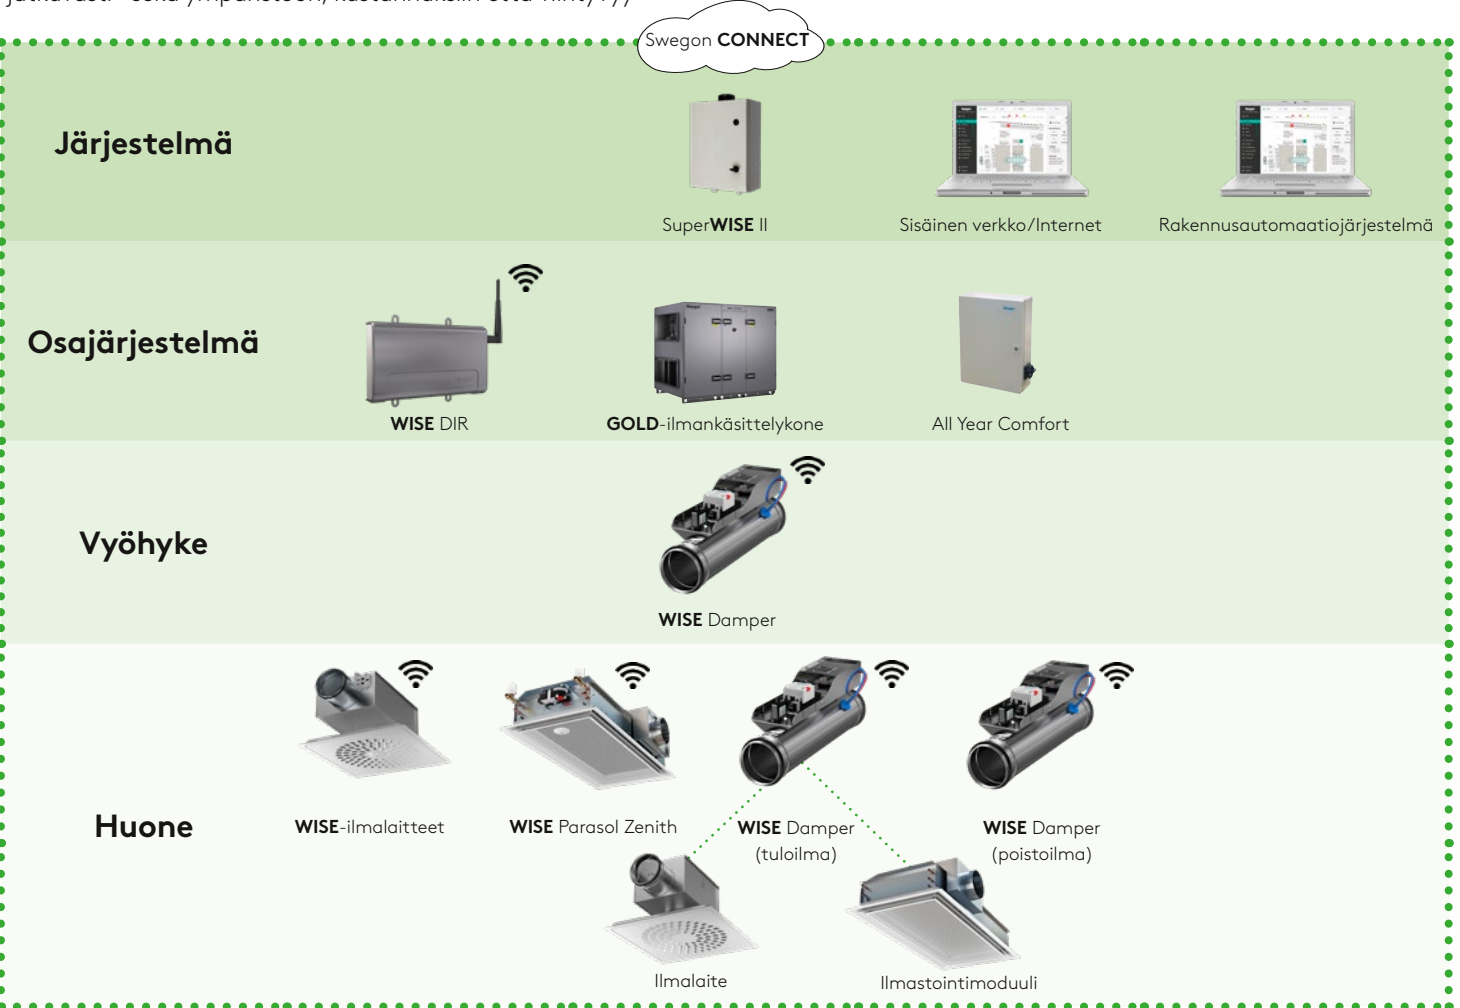 Swegon CONNECT
Järjestelmä
SuperWISE II
Sisäinen verkko/Internet
Rakennusautomaatiojärjestelmä
Osajärjestelmä
WISE DIR
GOLD-ilmankäsittelykone
All Year Comfort
Vyöhyke
WISE Damper
Huone
WISE-ilmalaitteet
WISE Parasol Zenith
WISE Damper
(tuloilma)
WISE Damper
(poistoilma)
Ilmalaite
Ilmastointimoduuli